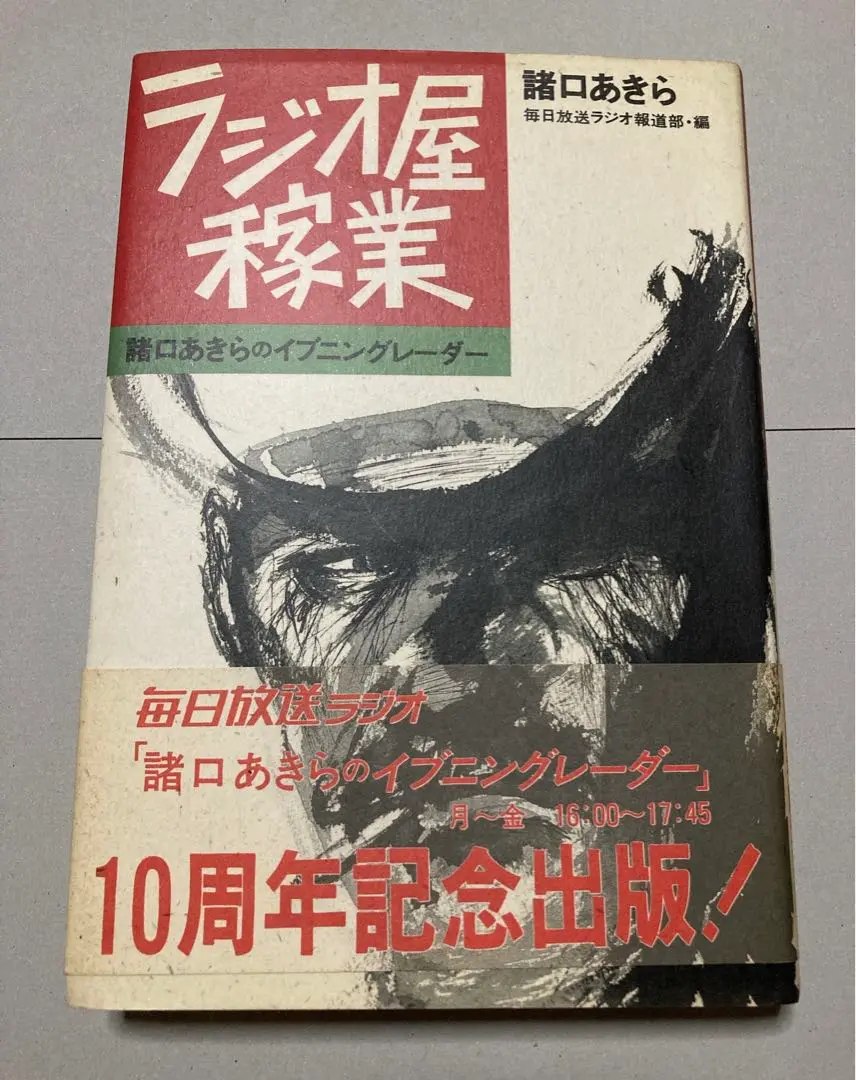 ラジオ屋
稼業
諸口あきら
毎日放送ラジオ報道部・編
諸口あきらのイブニングレーダー
毎日放送ラジオ
「諸口あきらのイブニングレーダー」
月〜金 16:00〜17:45
10周年記念出版!